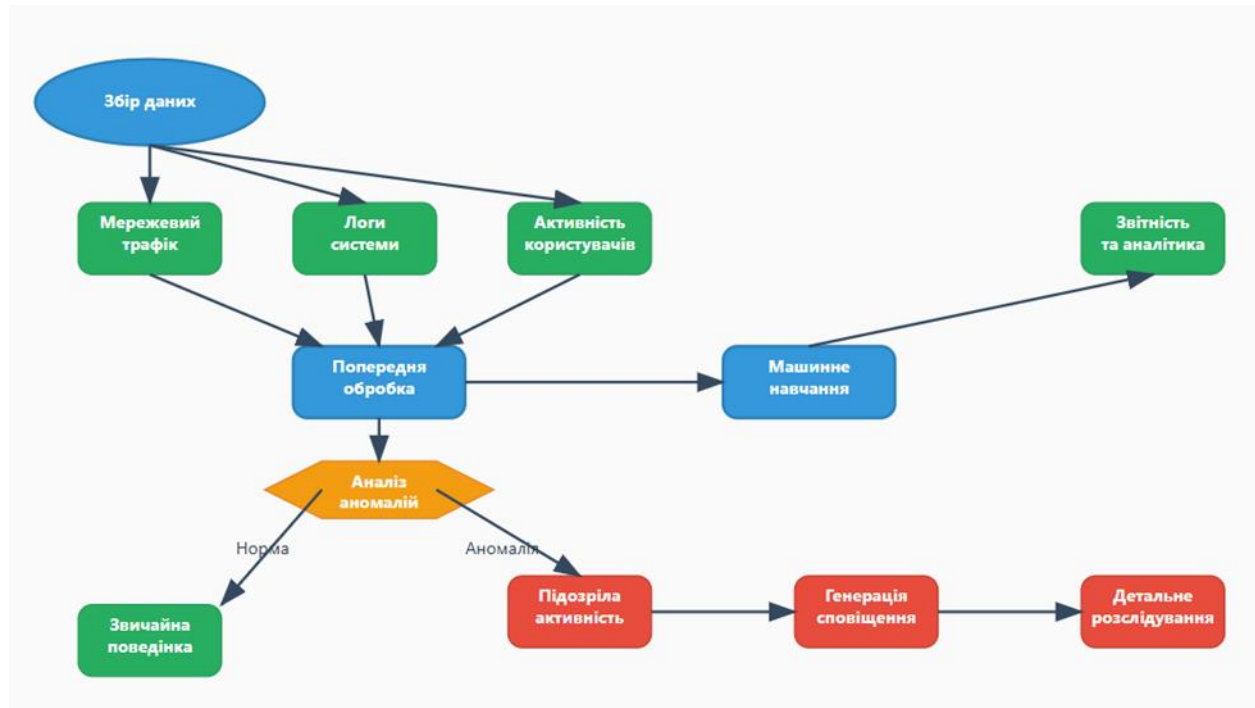 Збір даних
Мережевий
трафік
Логи
системи
Активність
користувачів
Звітність
та аналітика
Попередня
обробка
Машинне
навчання
Аналіз
аномалій
Норма
Аномалія
Підозріла
активність
Генерація
сповіщення
Детальне
розслідування
Звичайна
поведінка